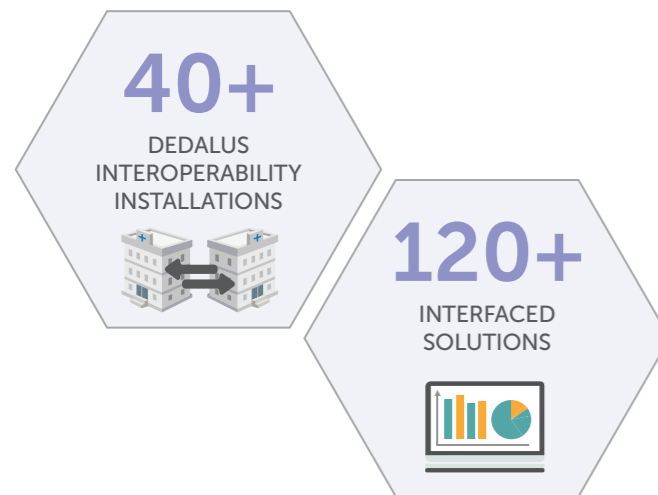 40+
DEDALUS
INTEROPERABILITY
INSTALLATIONS
120+
INTERFACED
SOLUTIONS